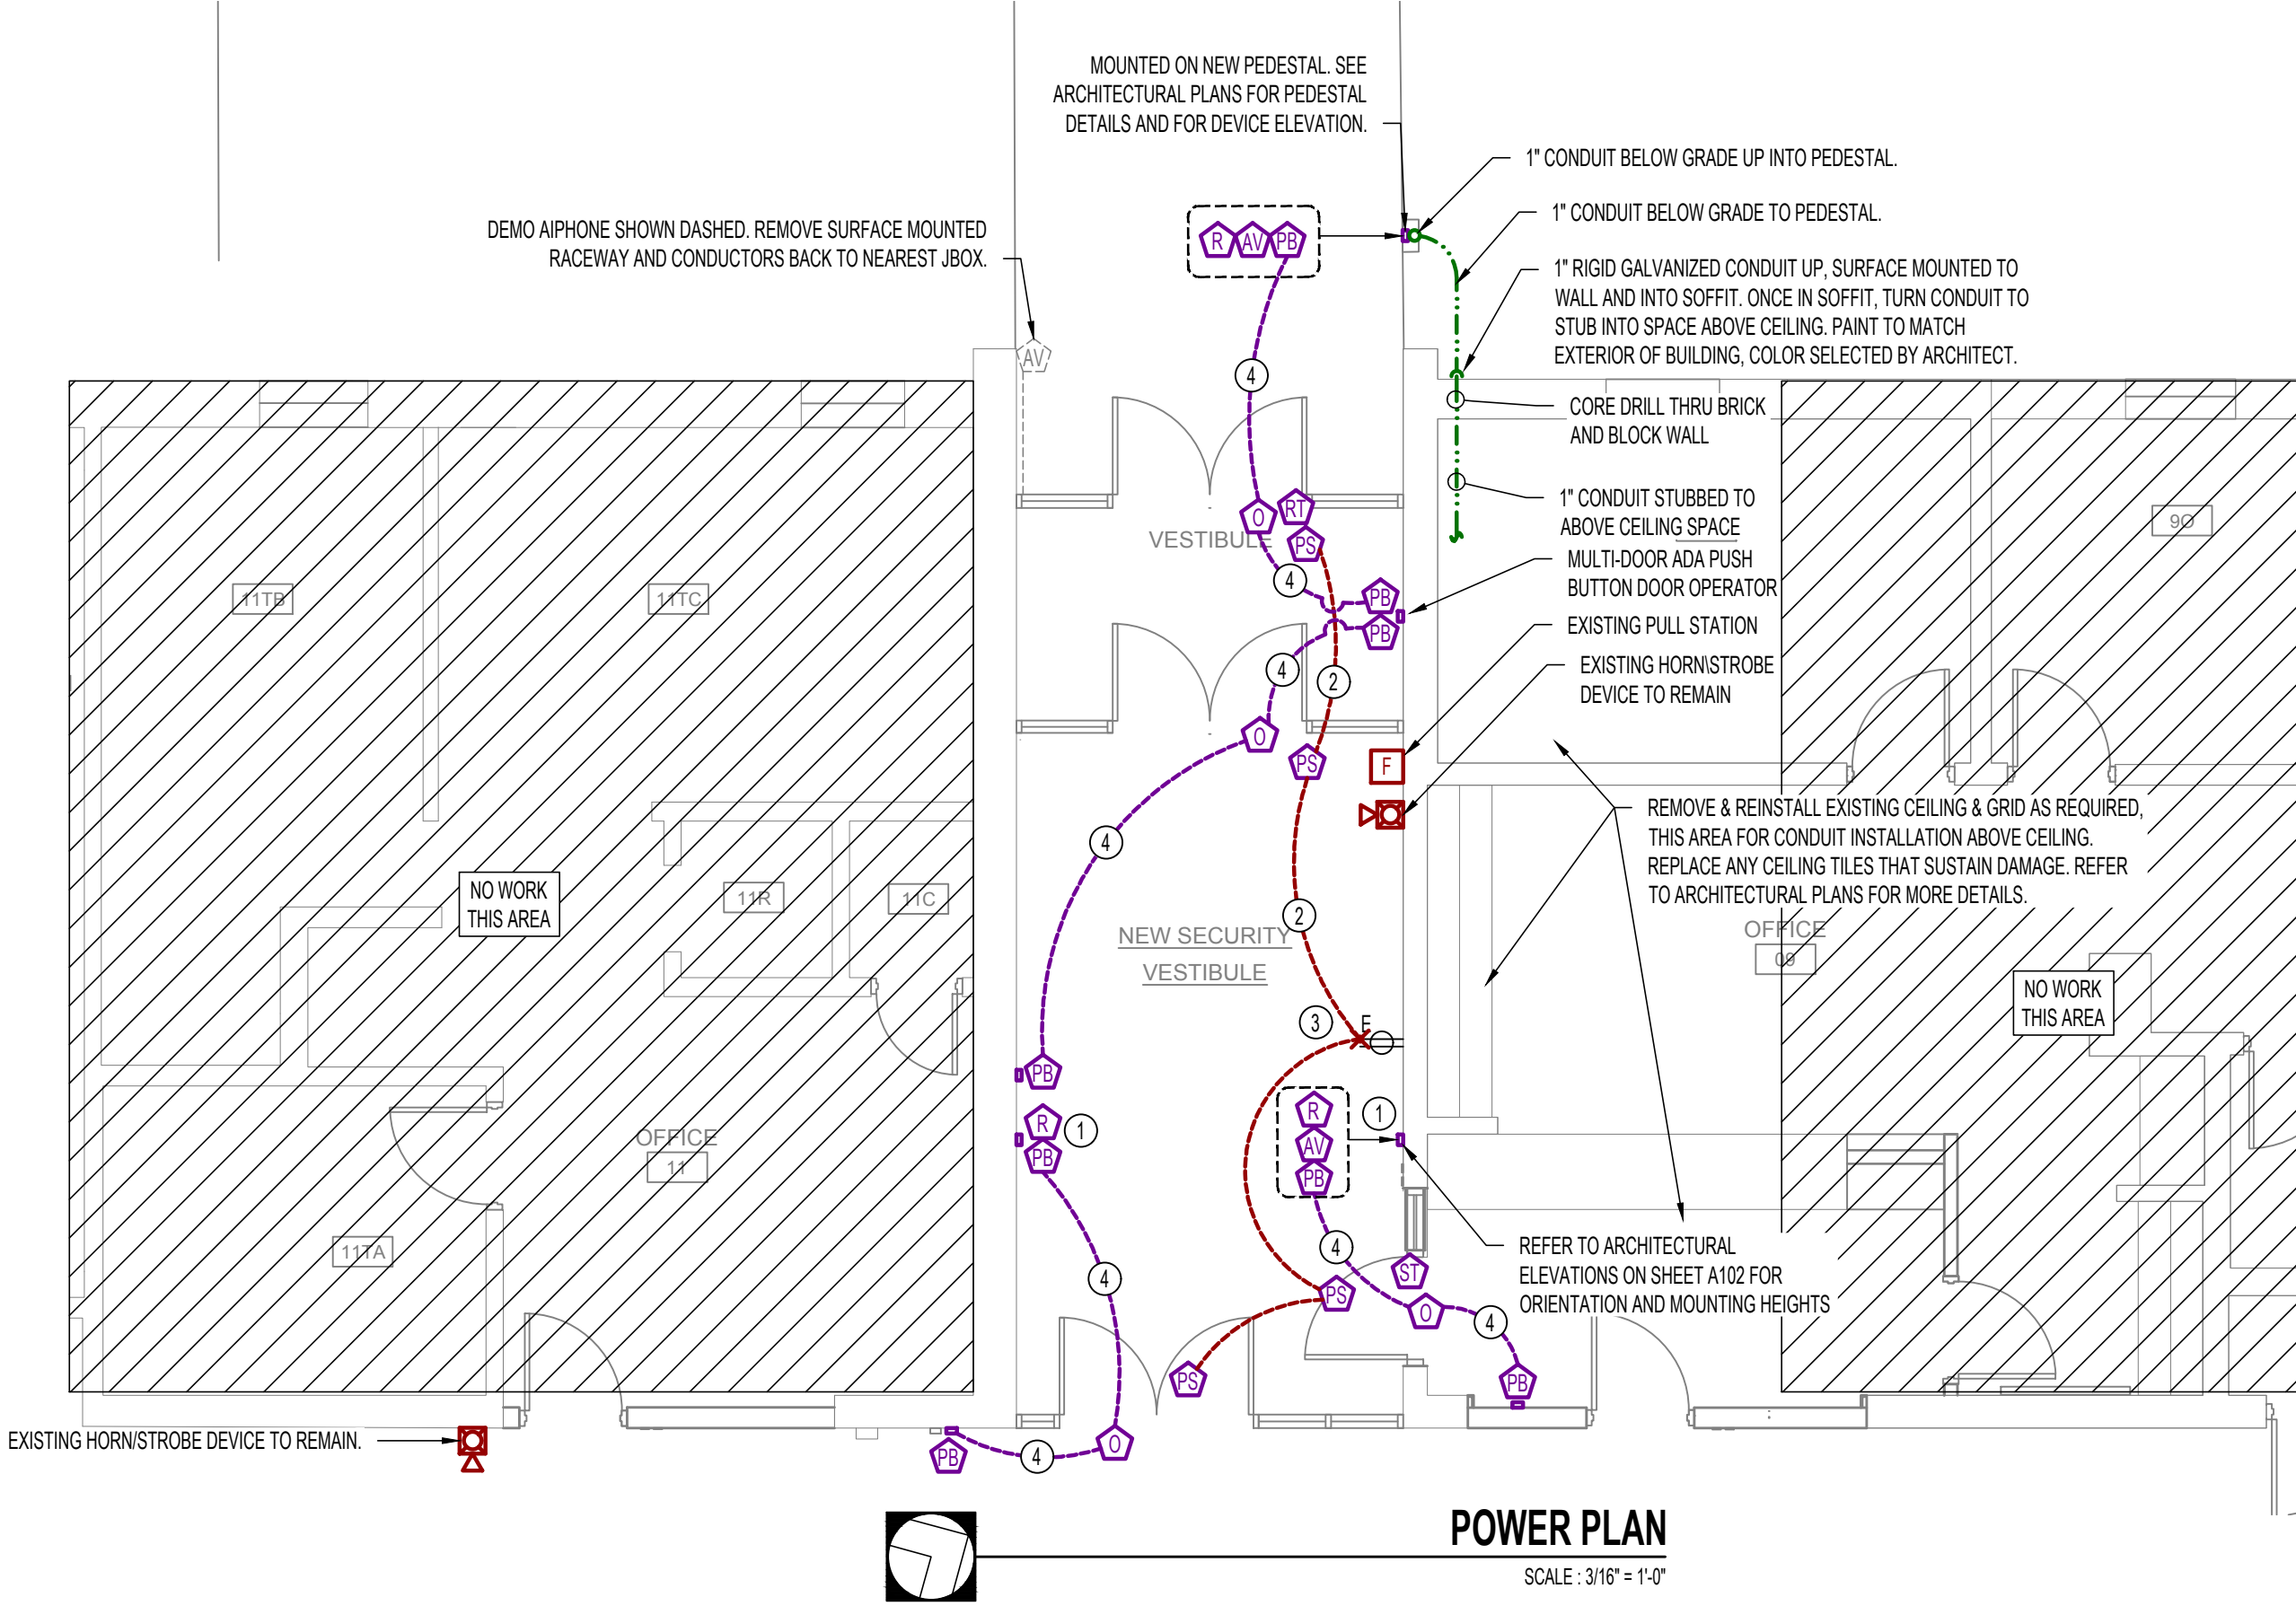 MOUNTED ON NEW PEDESTAL. SEE
ARCHITECTURAL PLANS FOR PEDESTAL
DETAILS AND FOR DEVICE ELEVATION.
1" CONDUIT BELOW GRADE UP INTO PEDESTAL.
1" CONDUIT BELOW GRADE TO PEDESTAL.
DEMO AIPHONE SHOWN DASHED. REMOVE SURFACE MOUNTED
RACEWAY AND CONDUCTORS BACK TO NEAREST JBOX.
R AV PB
1" RIGID GALVANIZED CONDUIT UP, SURFACE MOUNTED TO
WALL AND INTO SOFFIT. ONCE IN SOFFIT, TURN CONDUIT TO
STUB INTO SPACE ABOVE CEILING. PAINT TO MATCH
EXTERIOR OF BUILDING, COLOR SELECTED BY ARCHITECT.
AV
4
CORE DRILL THRU BRICK
AND BLOCK WALL
1" CONDUIT STUBBED TO
ABOVE CEILING SPACE
RT
O
PS
VESTIBULE
9O
MULTI-DOOR ADA PUSH
BUTTON DOOR OPERATOR
4
PB
PB
11TB
11TC
EXISTING PULL STATION
EXISTING HORN\STROBE
DEVICE TO REMAIN
4
2
O
PS
F
REMOVE & REINSTALL EXISTING CEILING & GRID AS REQUIRED,
THIS AREA FOR CONDUIT INSTALLATION ABOVE CEILING.
REPLACE ANY CEILING TILES THAT SUSTAIN DAMAGE. REFER
TO ARCHITECTURAL PLANS FOR MORE DETAILS.
4
NO WORK
THIS AREA
11R
11C
2
NEW SECURITY
VESTIBULE
OFFICE
09
NO WORK
THIS AREA
3
E
PB
R
PB
1
R
AV
PB
1
OFFICE
11
11TA
4
4
ST
REFER TO ARCHITECTURAL
ELEVATIONS ON SHEET A102 FOR
ORIENTATION AND MOUNTING HEIGHTS
PS
O
4
PS
PB
EXISTING HORN/STROBE DEVICE TO REMAIN.
PB
4
O
POWER PLAN
SCALE : 3/16" = 1'-0"